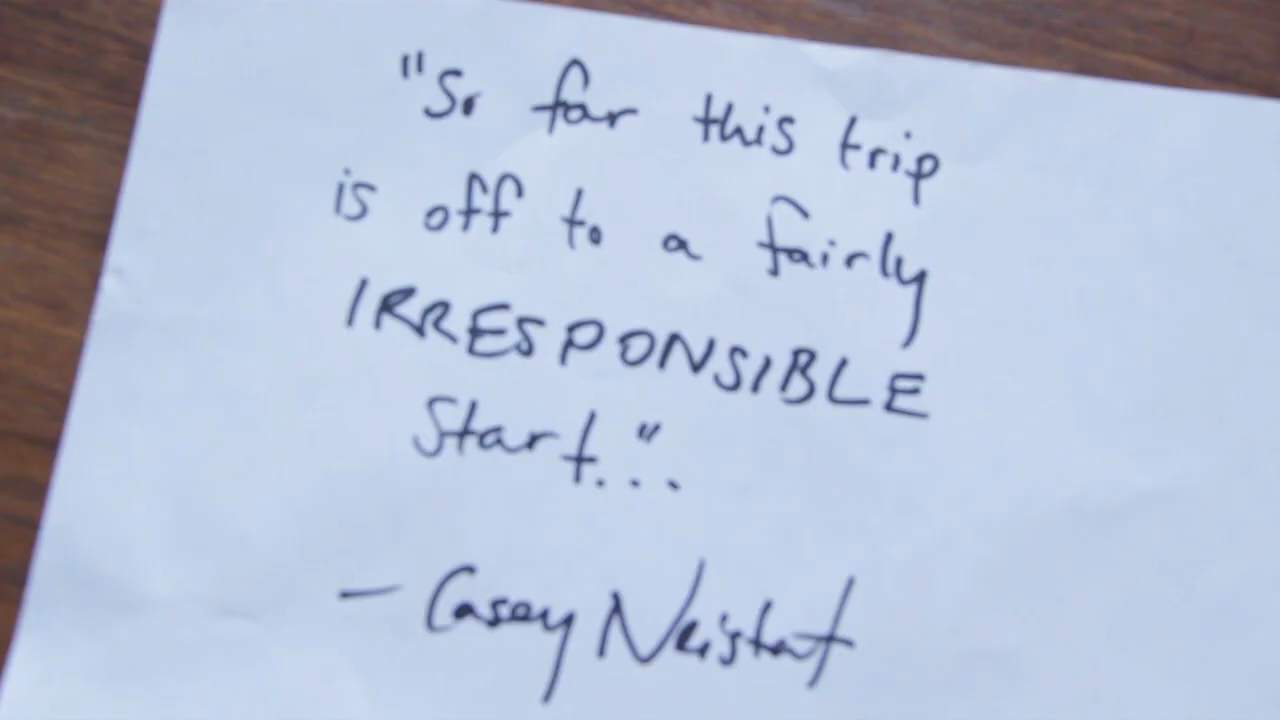 "So far this trip
is off to a fairly
IRRESPONSIBLE
Start..."
– Casey Neistat